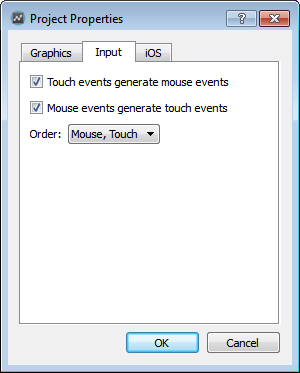 Project Properties
Graphics Input iOS
Touch events generate mouse events
Mouse events generate touch events
Order: Mouse, Touch
OK Cancel